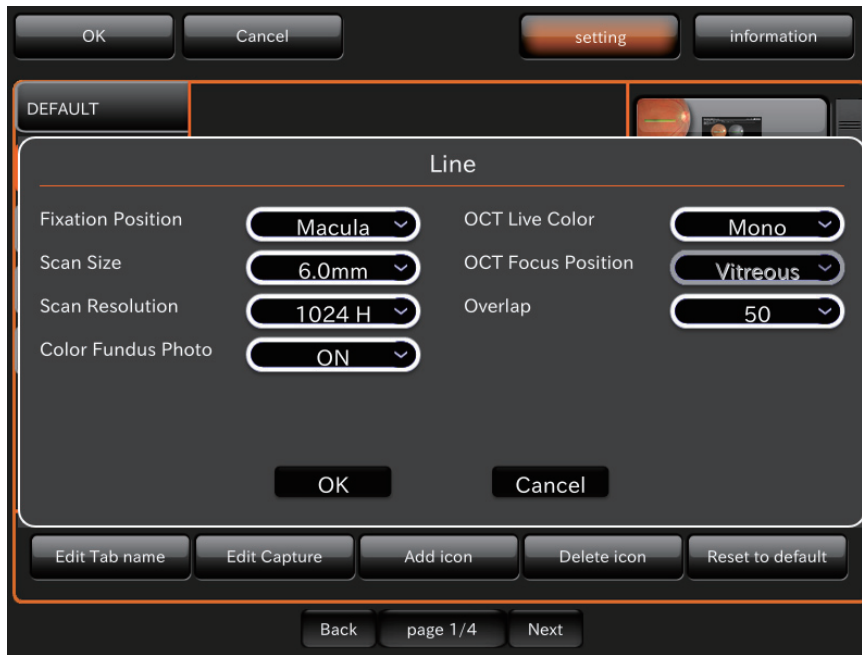 OK Cancel setting information
DEFAULT
Line
Fixation Position Macula OCT Live Color Mono
Scan Size 6.0mm OCT Focus Position Vitreous
Scan Resolution 1024 H Overlap 50
Color Fundus Photo ON
OK Cancel
Edit Tab name Edit Capture Add icon Delete icon Reset to default
Back page 1/4 Next